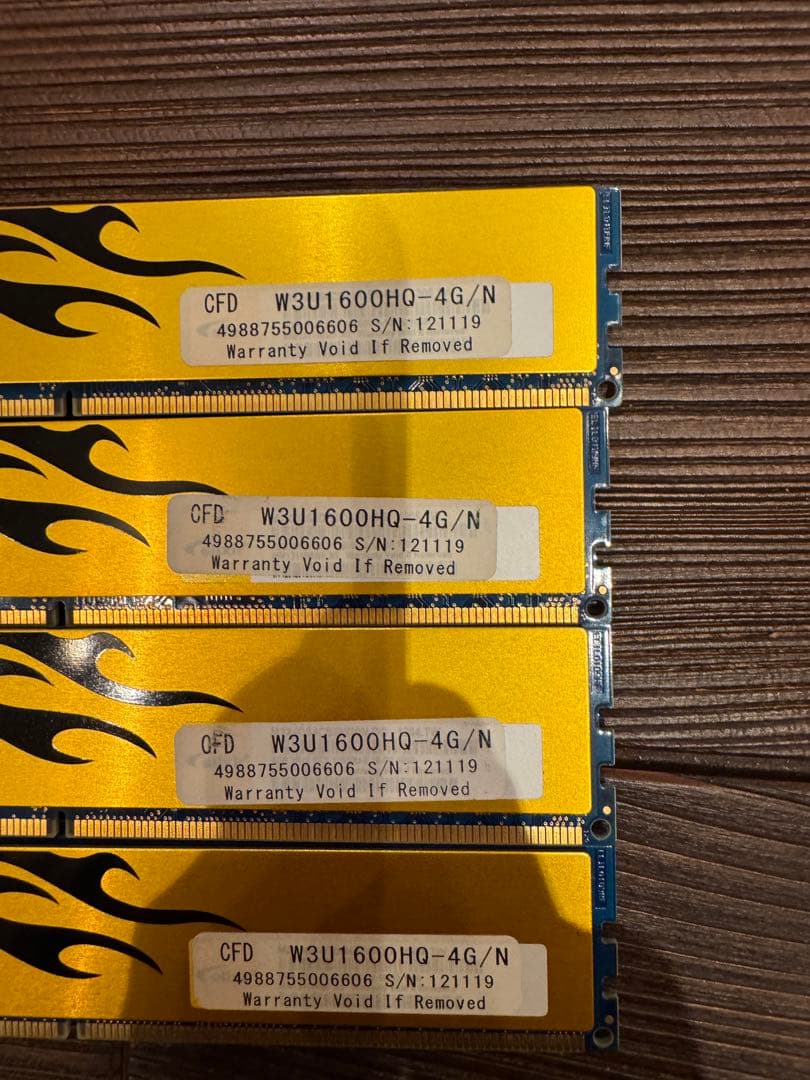 CFD W3U1600HQ-4G/N
4988755006606 S/N:121119
Warranty Void If Removed
CFD W3U1600HQ-4G/N
4988755006606 S/N:121119
Warranty Void If Removed
CFD W3U1600HQ-4G/N
4988755006606 S/N:121119
Warranty Void If Removed
CFD W3U1600HQ-4G/N
4988755006606 S/N:121119
Warranty Void If Removed